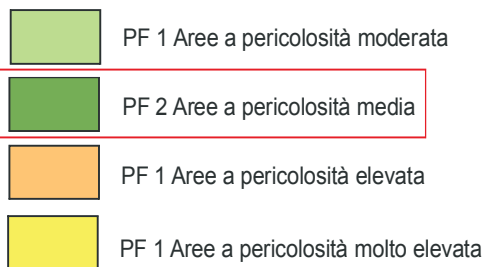 PF 1 Aree a pericolosità moderata
PF 2 Aree a pericolosità media
PF 1 Aree a pericolosità elevata
PF 1 Aree a pericolosità molto elevata